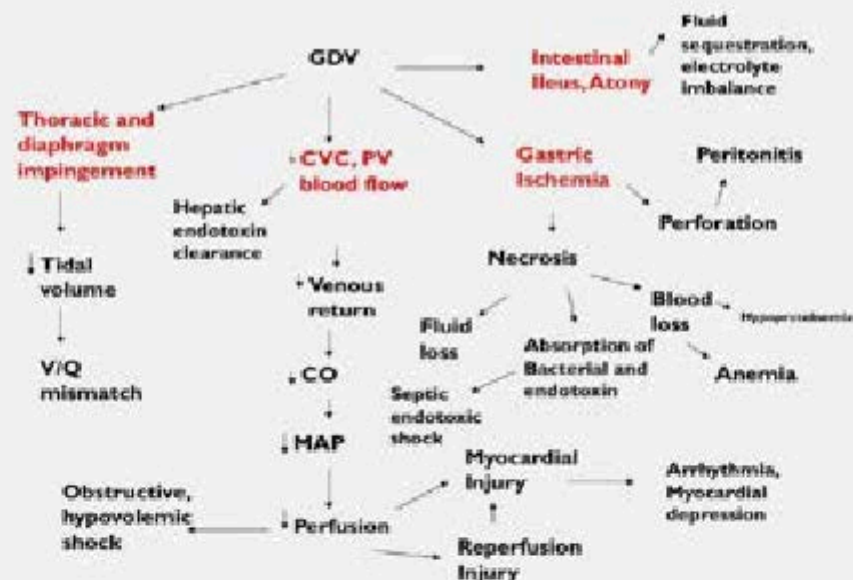 GDV
Thoracic and
diaphragm
impingement
↓ Tidal
volume
V/Q
mismatch
↓ CVC, PV
blood flow
Hepatic
endotoxin
clearance
↓ Venous
return
↓ CO
↓ MAP
↓ Perfusion
Obstructive,
hypovolemic
shock
Myocardial
Injury
Arrhythmia,
Myocardial
depression
Reperfusion
Injury
Intestinal
Ileus, Atony
Fluid
sequestration,
electrolyte
imbalance
Gastric
Ischemia
Perforation
Peritonitis
Necrosis
Fluid
loss
Absorption of
Bacterial and
endotoxin
Septic
endotoxic
shock
Blood
loss
Hypoproteinemia
Anemia